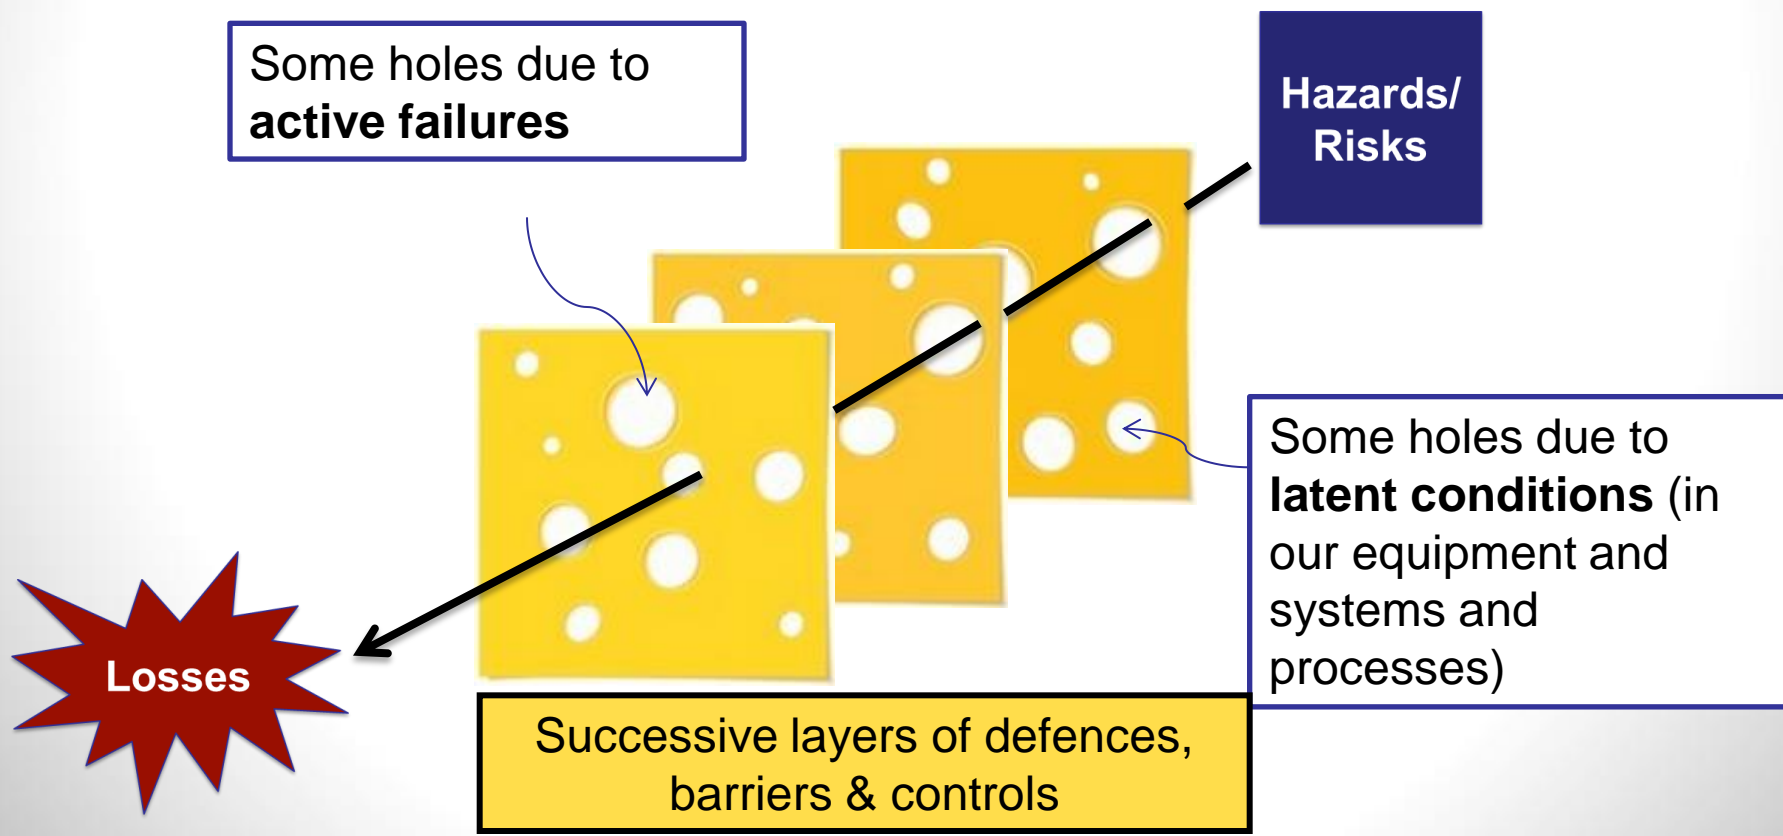 Some holes due to
active failures
Hazards/
Risks
Some holes due to
latent conditions (in
our equipment and
systems and
processes)
Losses
Successive layers of defences,
barriers & controls